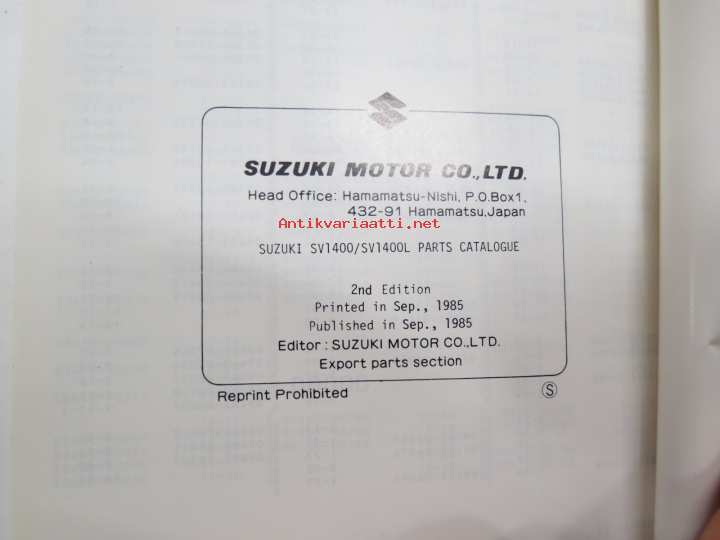 SUZUKI MOTOR CO.,LTD.
Head Office: Hamamatsu-Nishi, P.O.Box1,
432-91 Hamamatsu,Japan
Antikvariaatti.net
SUZUKI SV1400/SV1400L PARTS CATALOGUE
2nd Edition
Printed in Sep., 1985
Published in Sep., 1985
Editor : SUZUKI MOTOR CO.,LTD.
Export parts section
Reprint Prohibited Ⓢ